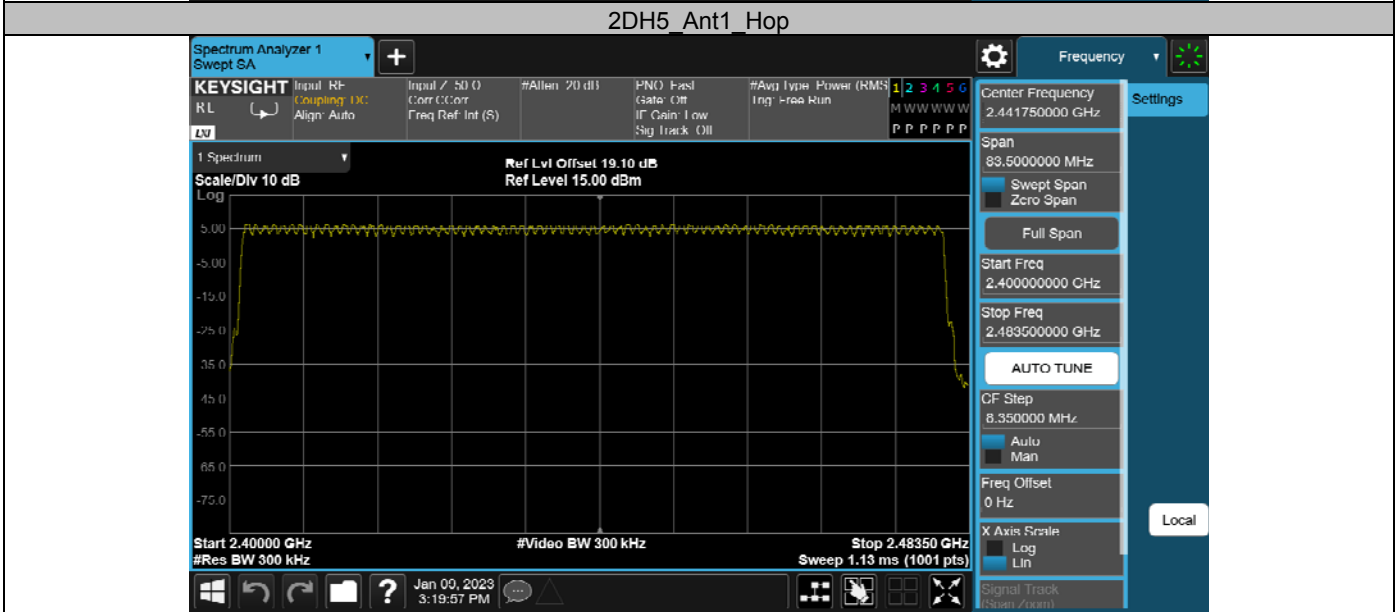 2DH5_Ant1_Hop
Spectrum Analyzer 1
Swept SA
+
Frequency
KEYSIGHT
RL
LXI
Input: RF
Coupling: DC
Align: Auto
Input Z: 50 Ω
Corr CCorr
Freq Ref: Int (S)
#Atten: 20 dB
PNO: Fast
Gate: Off
IF Gain: Low
Sig Track: Off
#Avg Type: Power (RMS
Trig: Free Run
1 2 3 4 5 6
M W W W W W
P P P P P P
1 Spectrum
Scale/Div 10 dB
Log
Ref Lvl Offset 19.10 dB
Ref Level 15.00 dBm
5.00
-5.00
-15.0
-25.0
-35.0
-45.0
-55.0
-65.0
-75.0
Start 2.40000 GHz
#Res BW 300 kHz
#Video BW 300 kHz
Stop 2.48350 GHz
Sweep 1.13 ms (1001 pts)
?
Jan 09, 2023
3:19:57 PM
Center Frequency
2.441750000 GHz
Settings
Span
83.5000000 MHz
Swept Span
Zero Span
Full Span
Start Freq
2.400000000 GHz
Stop Freq
2.483500000 GHz
AUTO TUNE
CF Step
8.350000 MHz
Auto
Man
Freq Offset
0 Hz
X Axis Scale
Log
Lin
Local
Signal Track
(Span Zoom)